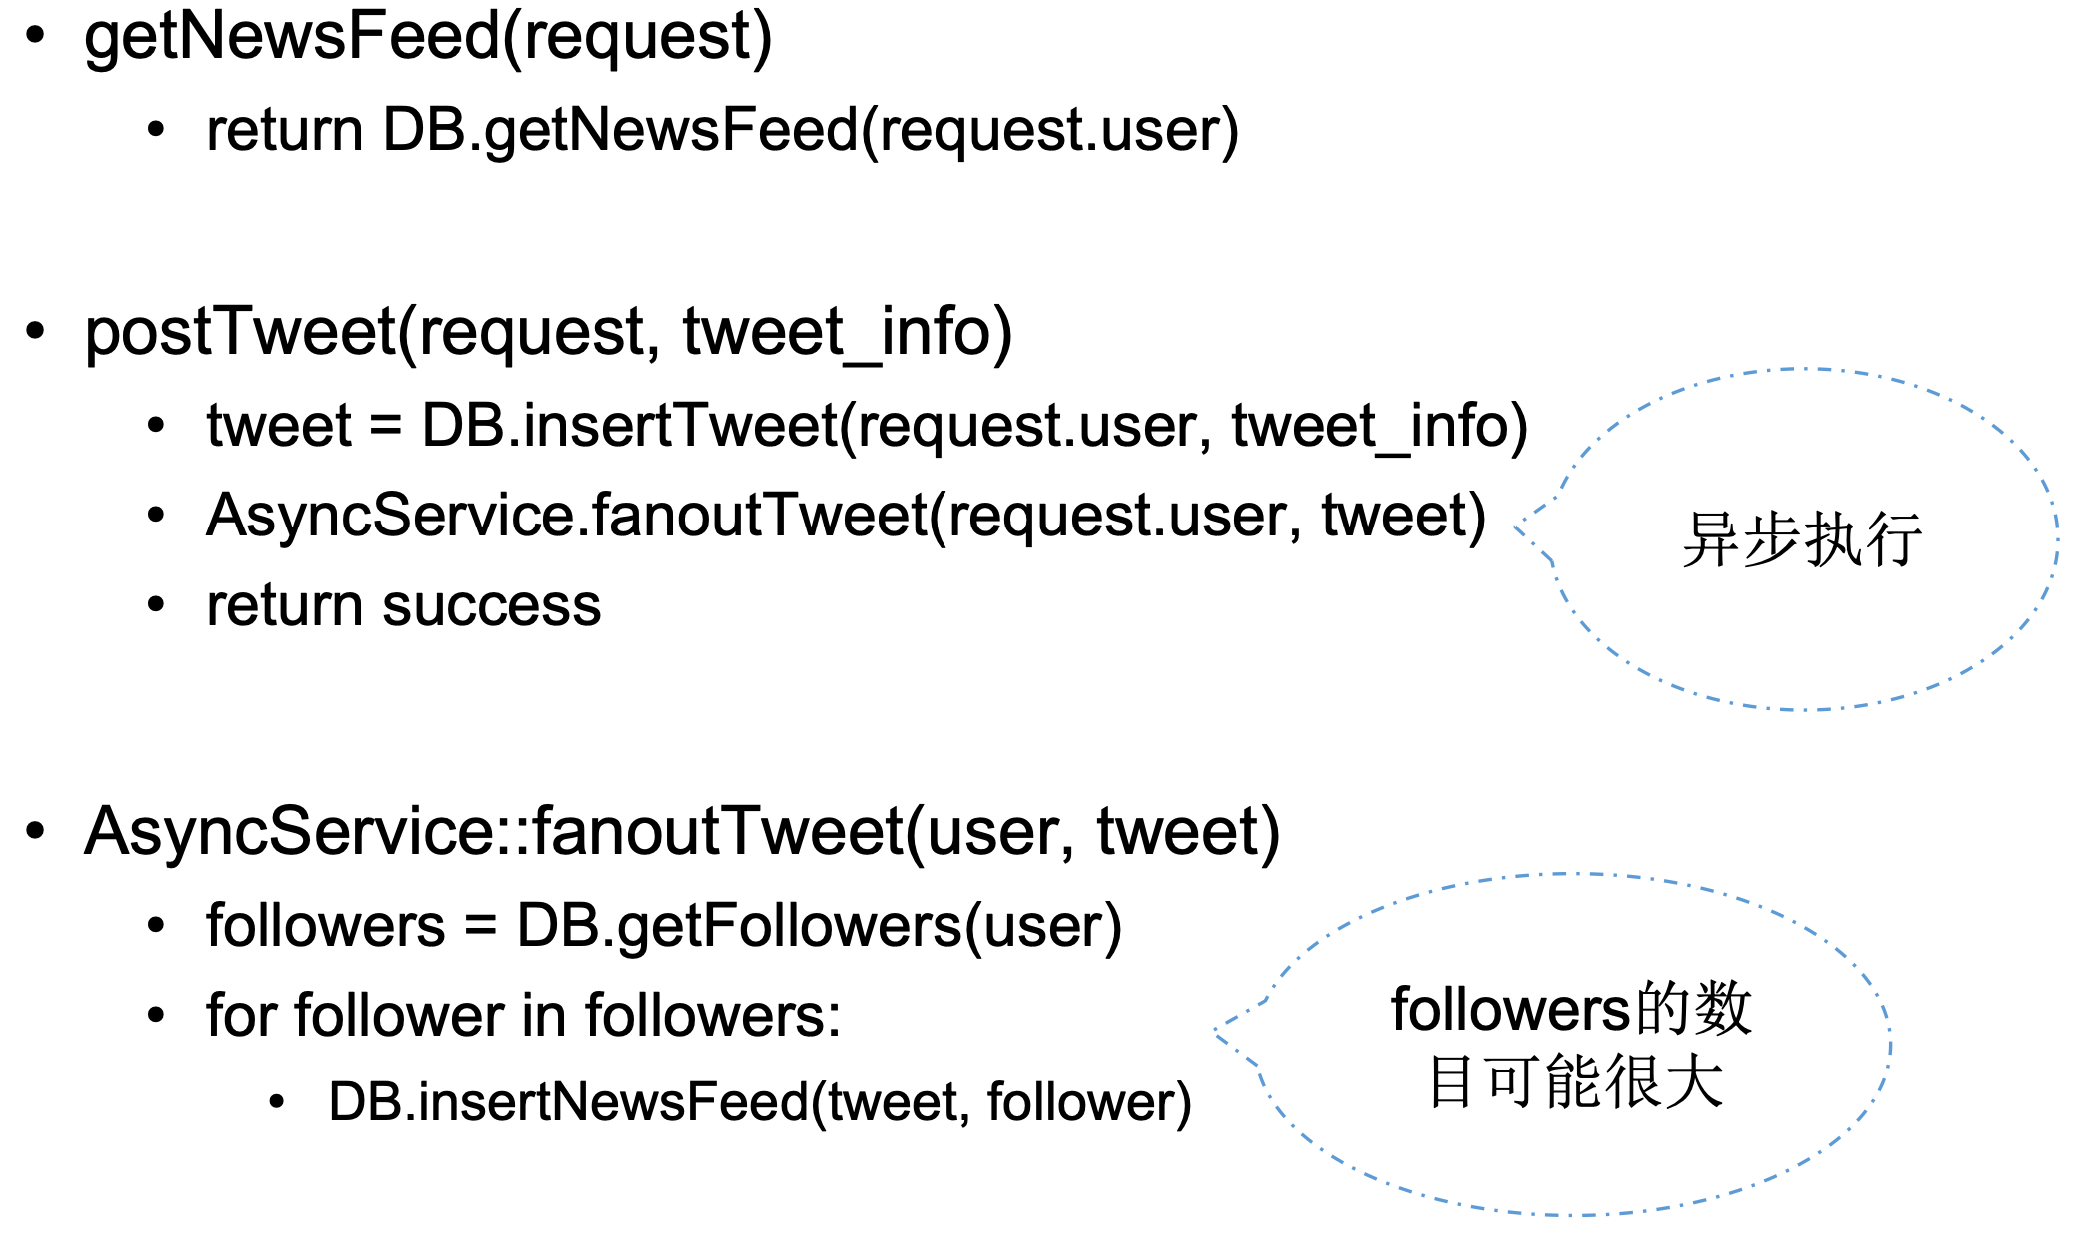 • getNewsFeed(request)
• return DB.getNewsFeed(request.user)
• postTweet(request, tweet_info)
• tweet = DB.insertTweet(request.user, tweet_info)
• AsyncService.fanoutTweet(request.user, tweet)
异步执行
• return success
• AsyncService::fanoutTweet(user, tweet)
• followers = DB.getFollowers(user)
• for follower in followers:
• DB.insertNewsFeed(tweet, follower)
followers的数
目可能很大